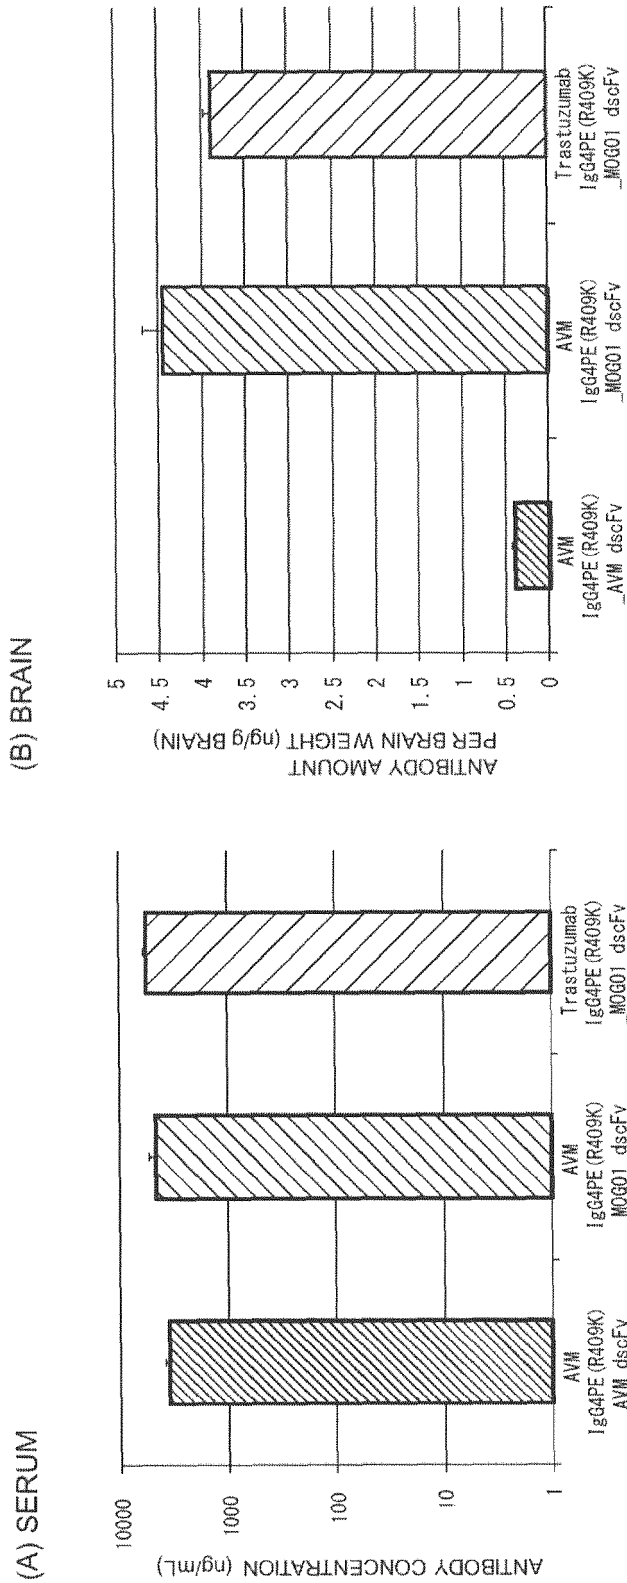 (A) SERUM
ANTIBODY CONCENTRATION (ng/mL)
10000
1000
100
10
1
AVM
IgG4PE(R409K)
AVM dscFv
AVM
IgG4PE(R409K)
MOG01 dscFv
Trastuzumab
IgG4PE(R409K)
_MOG01 dscFv
(B) BRAIN
ANTIBODY AMOUNT
PER BRAIN WEIGHT (ng/g BRAIN)
5
4.5
4
3.5
3
2.5
2
1.5
1
0.5
0
AVM
IgG4PE(R409K)
_AVM dscFv
AVM
IgG4PE(R409K)
_MOG01 dscFv
Trastuzumab
IgG4PE(R409K)
_MOG01 dscFv